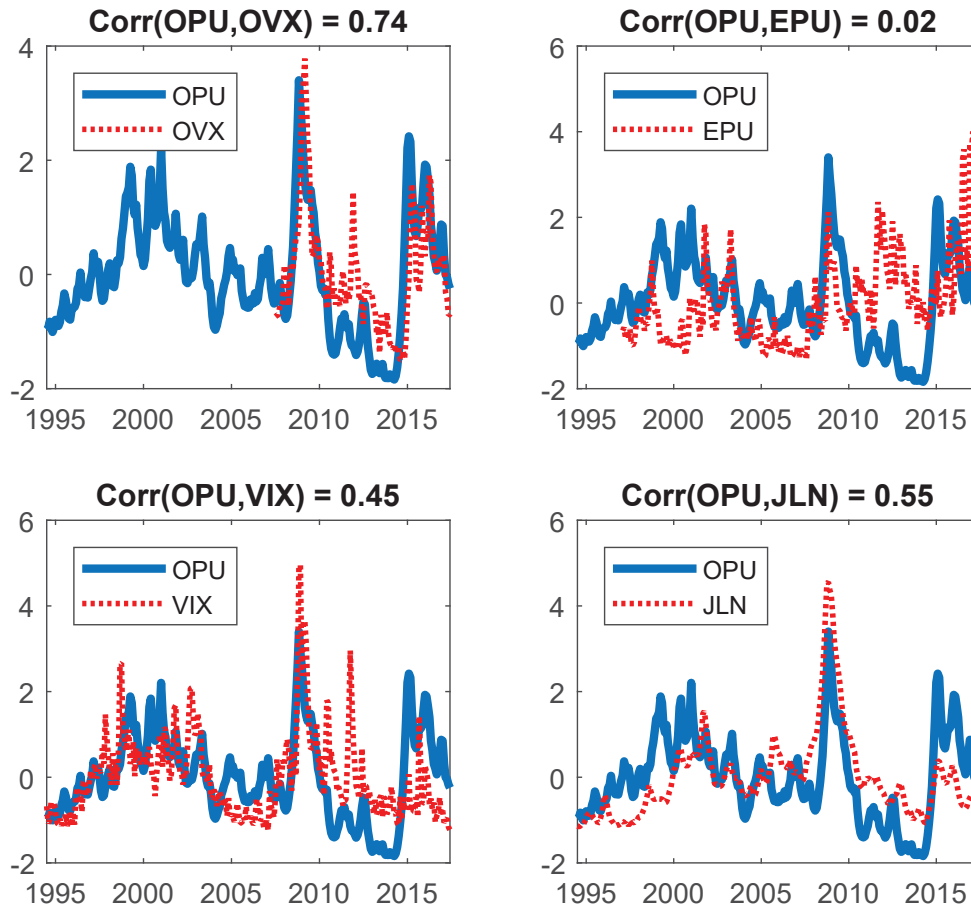 Corr(OPU,OVX) = 0.74
4
2
0
-2
OPU
OVX
1995 2000 2005 2010 2015
Corr(OPU,EPU) = 0.02
6
4
2
0
-2
OPU
EPU
1995 2000 2005 2010 2015
Corr(OPU,VIX) = 0.45
6
4
2
0
-2
OPU
VIX
1995 2000 2005 2010 2015
Corr(OPU,JLN) = 0.55
6
4
2
0
-2
OPU
JLN
1995 2000 2005 2010 2015